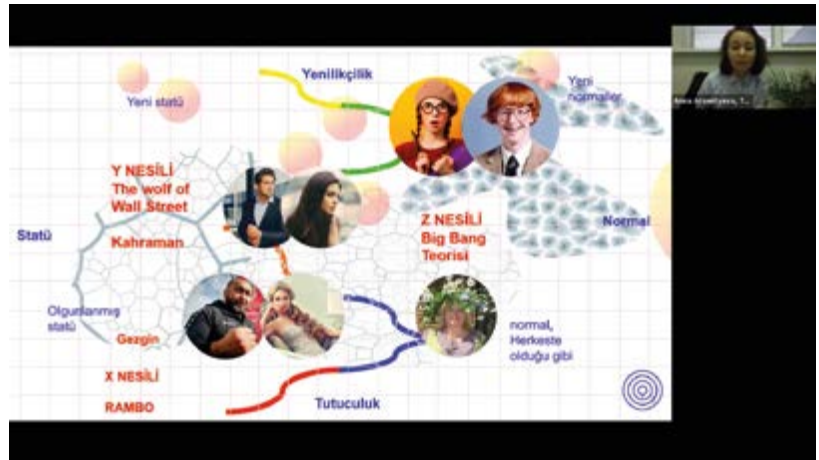 Yenilikçilik
Yeni statü
Yeni
normaller
Y NESİLİ
The wolf of
Wall Street
Kahraman
Statü
Z NESİLİ
Big Bang
Teorisi
Normal
Olgunlanmış
statü
Gezgin
normal,
Herkeste
olduğu gibi
X NESİLİ
RAMBO
Tutuculuk